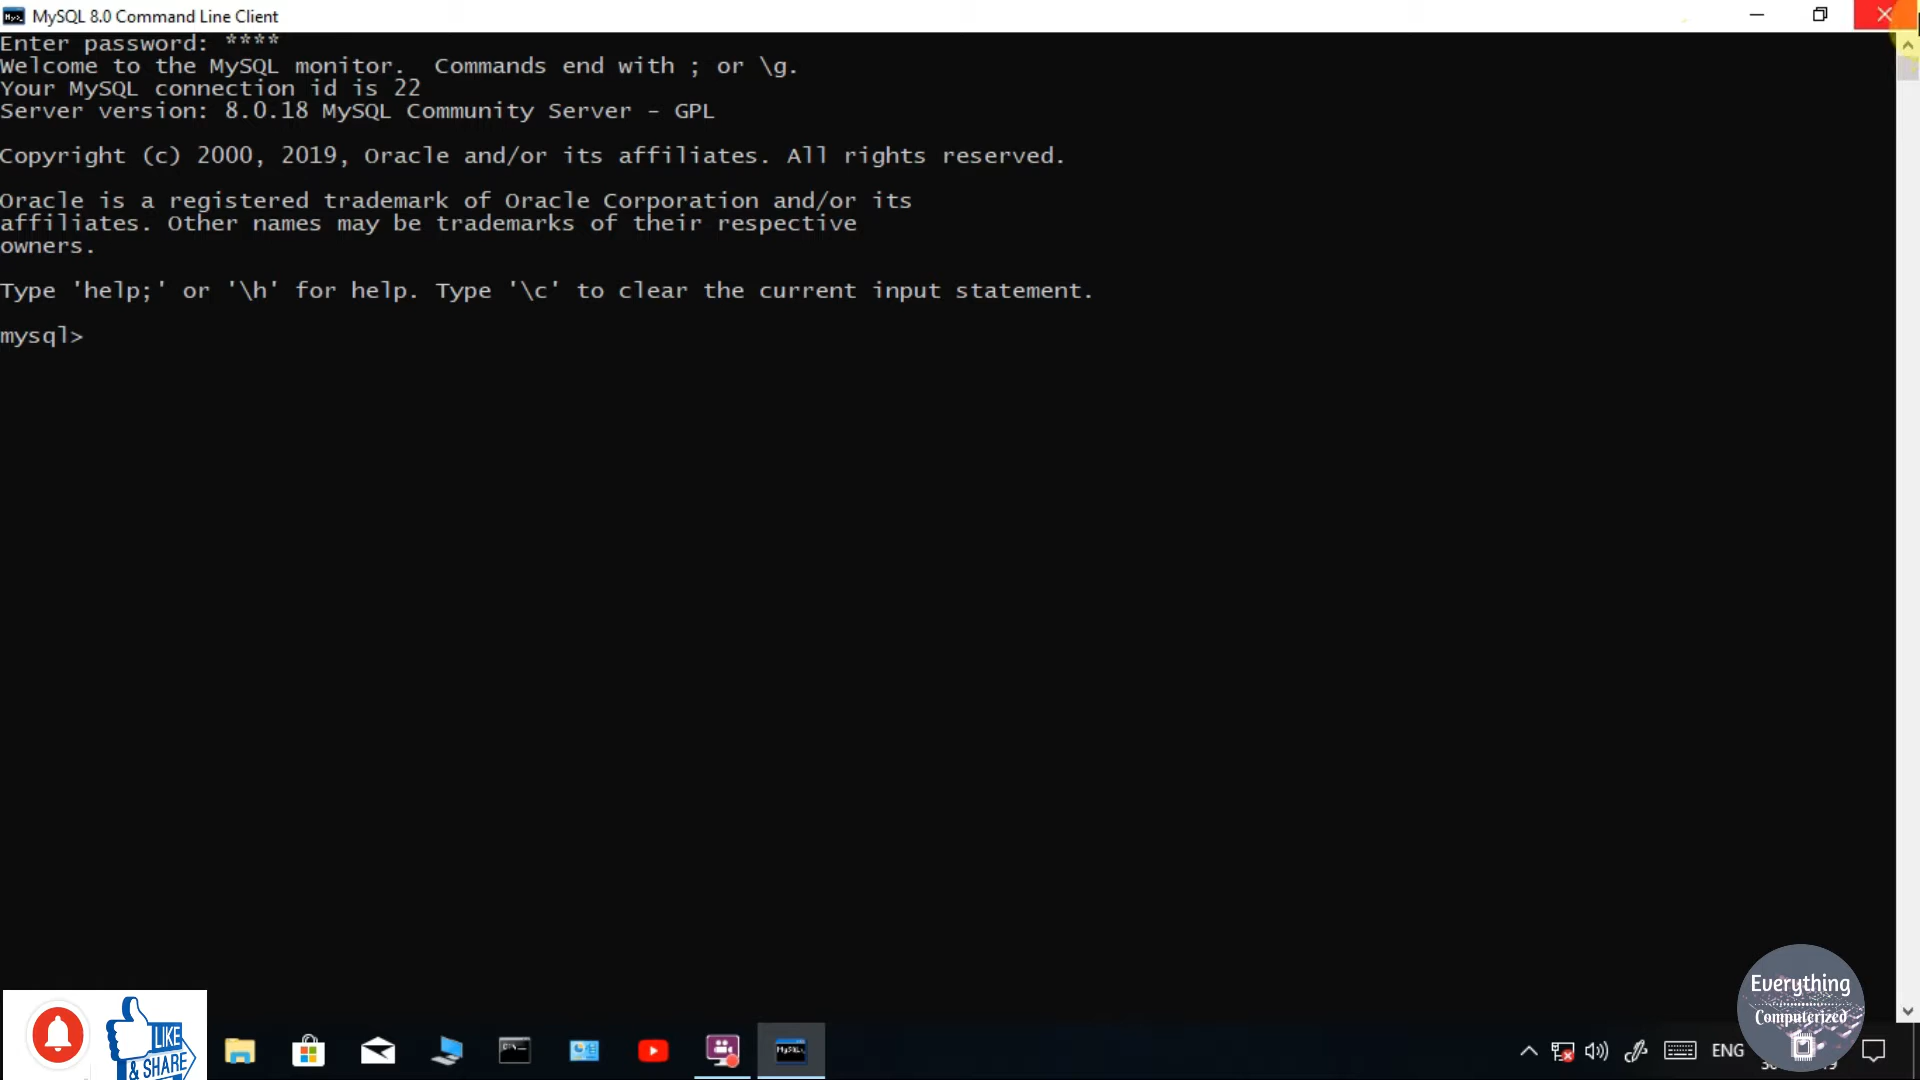 MySQL 8.0 Command Line Client
Enter password: ****
Welcome to the MySQL monitor.  Commands end with ; or \g.
Your MySQL connection id is 22
Server version: 8.0.18 MySQL Community Server - GPL
Copyright (c) 2000, 2019, Oracle and/or its affiliates. All rights reserved.
Oracle is a registered trademark of Oracle Corporation and/or its
affiliates. Other names may be trademarks of their respective
owners.
Type 'help;' or '\h' for help. Type '\c' to clear the current input statement.
mysql>
LIKE
& SHARE
MySQL
ENG
Everything
Computerized